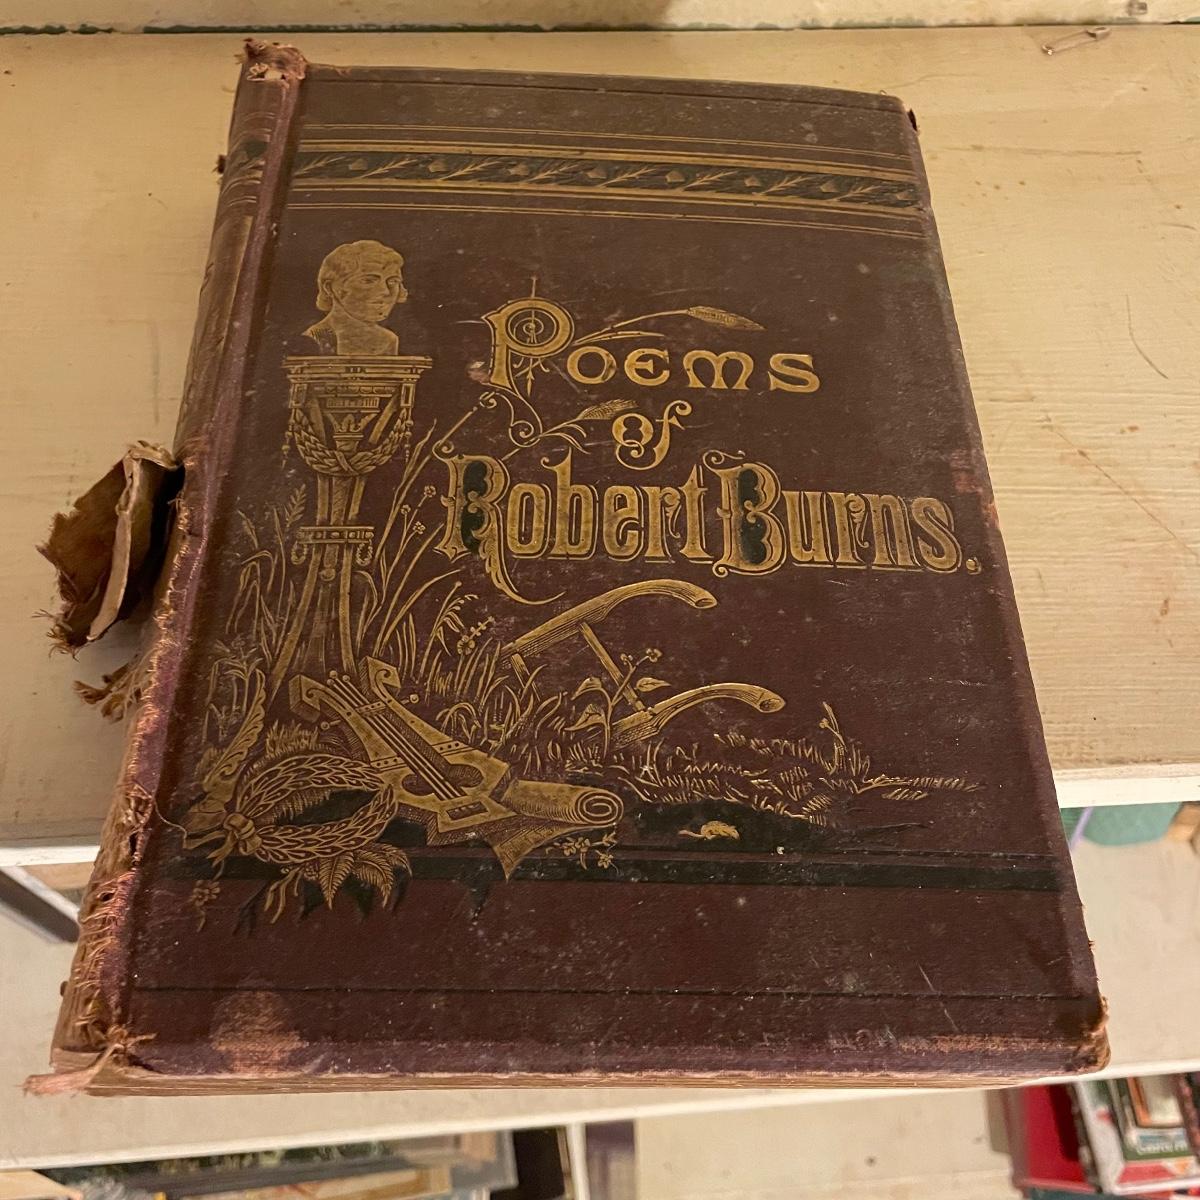 Poems
of
Robert Burns.